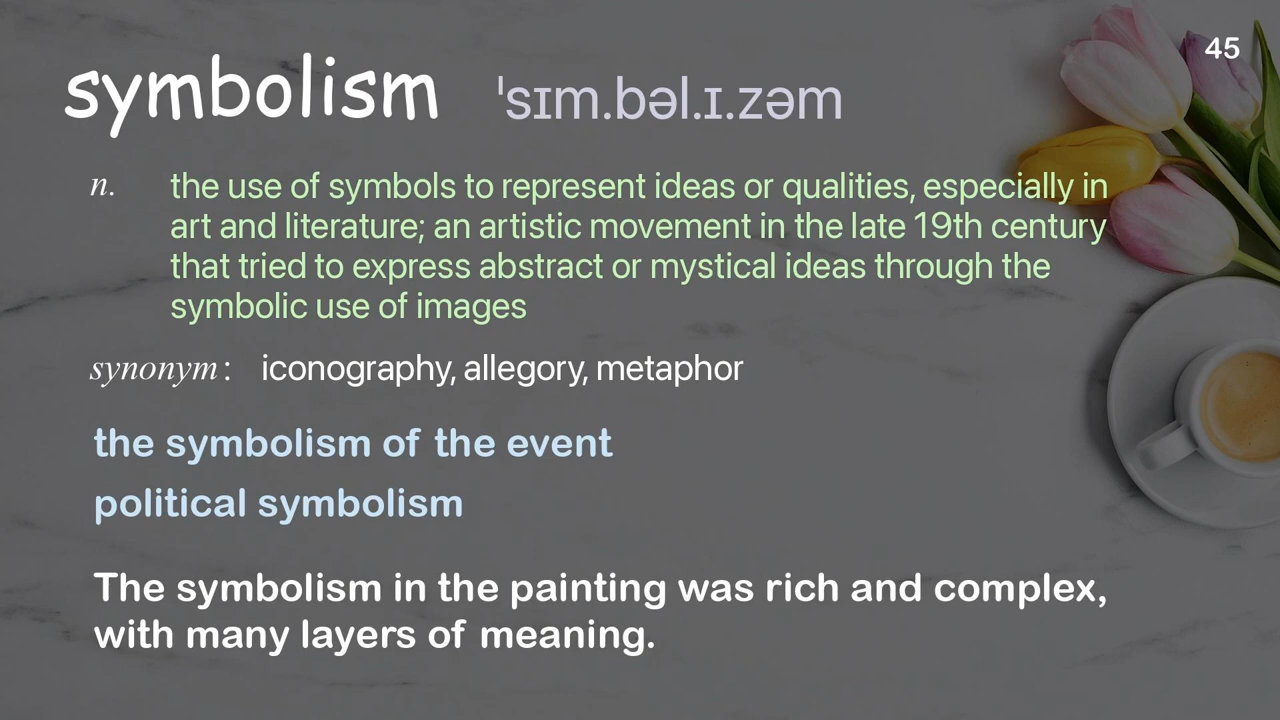 45
symbolism ˈsɪm.bəl.ɪ.zəm
n. the use of symbols to represent ideas or qualities, especially in
art and literature; an artistic movement in the late 19th century
that tried to express abstract or mystical ideas through the
symbolic use of images
synonym: iconography, allegory, metaphor
the symbolism of the event
political symbolism
The symbolism in the painting was rich and complex,
with many layers of meaning.